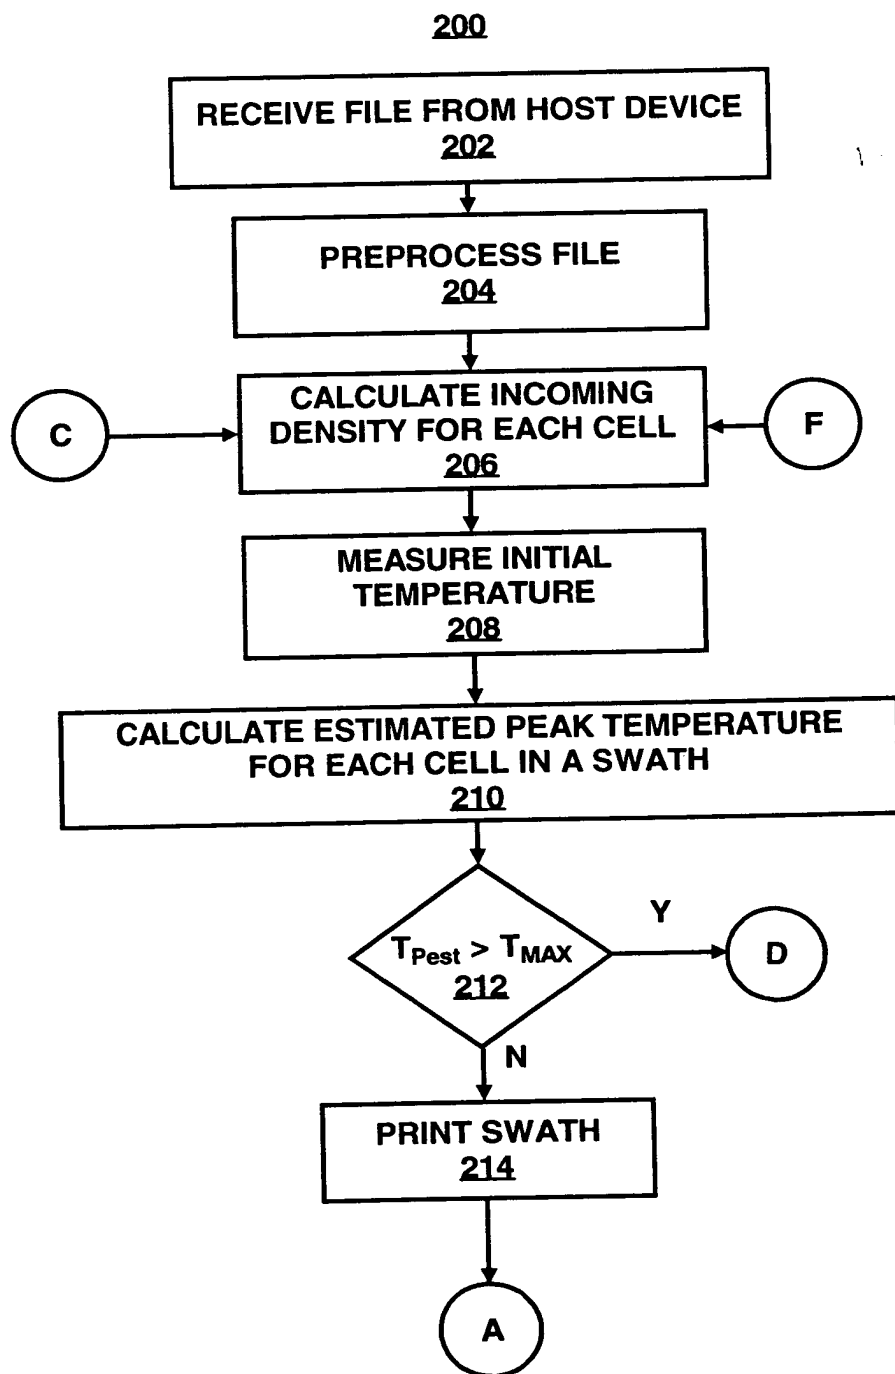 200
RECEIVE FILE FROM HOST DEVICE
202
PREPROCESS FILE
204
CALCULATE INCOMING
DENSITY FOR EACH CELL
206
C
F
MEASURE INITIAL
TEMPERATURE
208
CALCULATE ESTIMATED PEAK TEMPERATURE
FOR EACH CELL IN A SWATH
210
Y
TPest > TMAX
212
D
N
PRINT SWATH
214
A